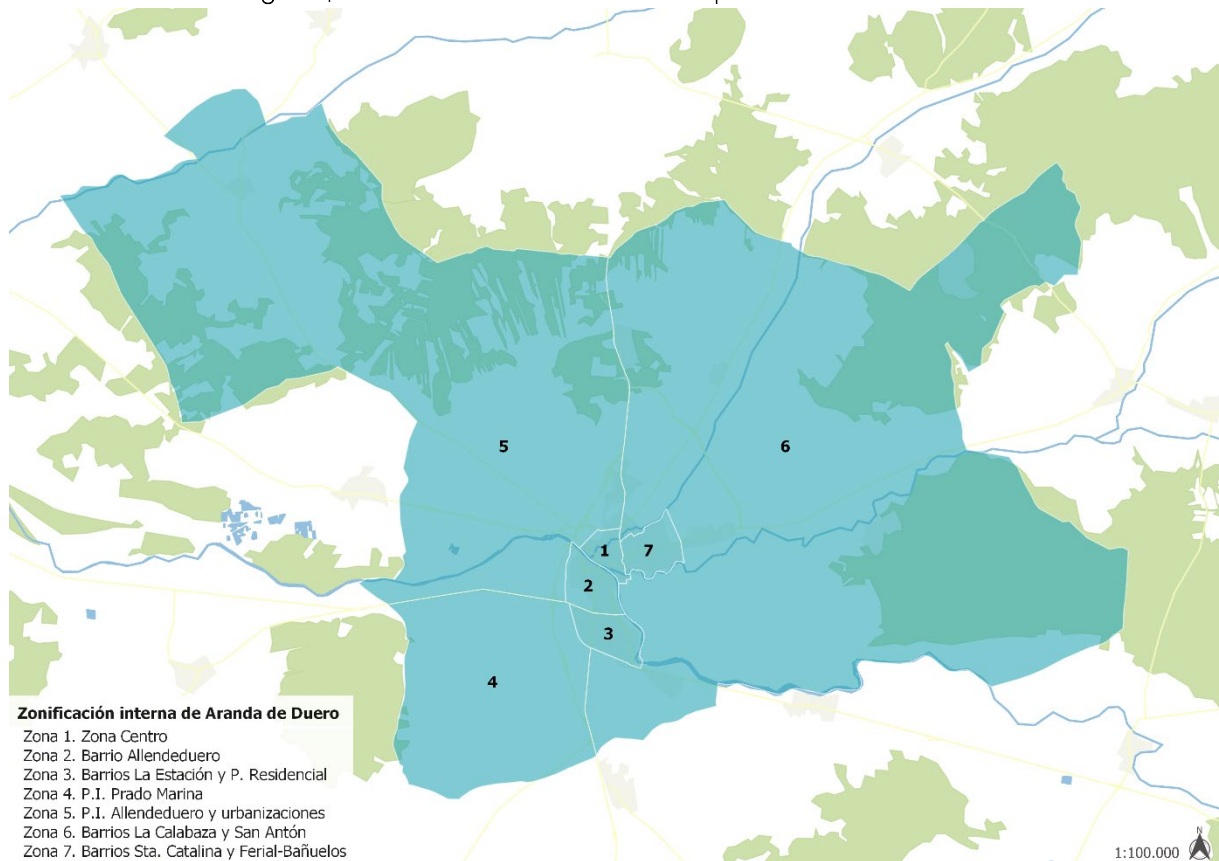 5
6
1
7
2
3
4
Zonificación interna de Aranda de Duero
Zona 1. Zona Centro
Zona 2. Barrio Allendeduero
Zona 3. Barrios La Estación y P. Residencial
Zona 4. P.I. Prado Marina
Zona 5. P.I. Allendeduero y urbanizaciones
Zona 6. Barrios La Calabaza y San Antón
Zona 7. Barrios Sta. Catalina y Ferial-Bañuelos
1:100.000
N